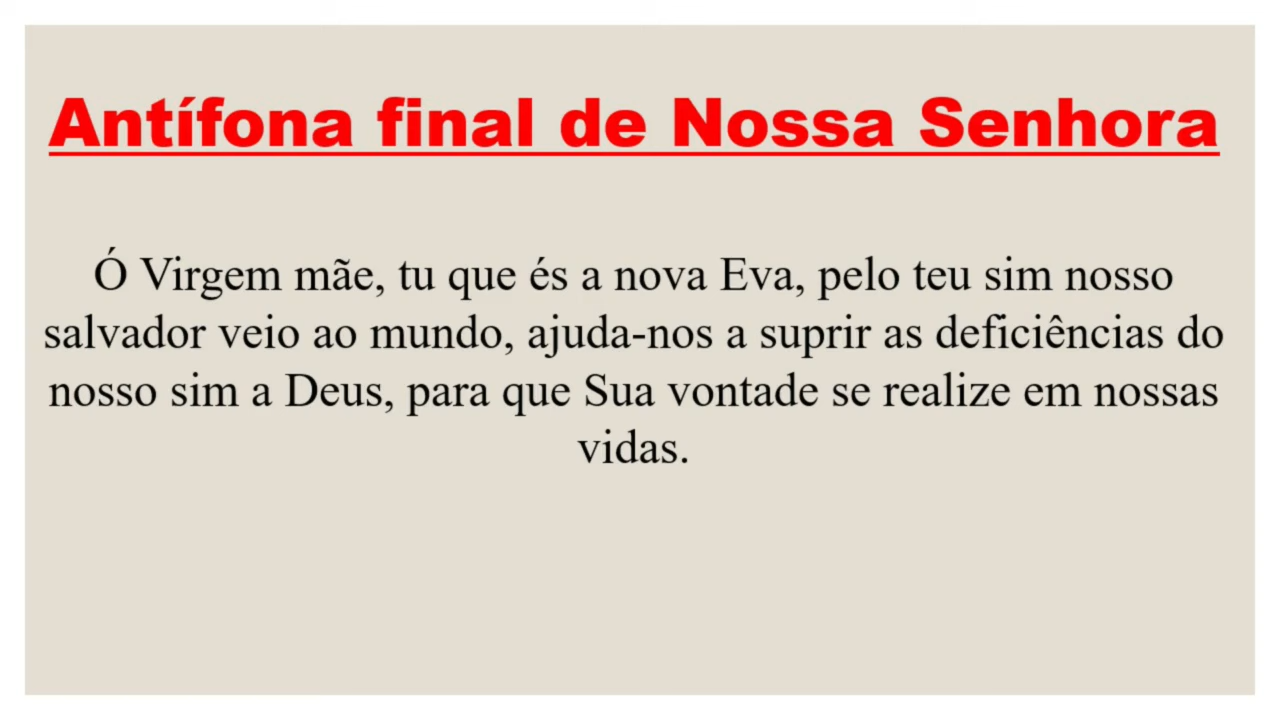 Antífona final de Nossa Senhora
Ó Virgem mãe, tu que és a nova Eva, pelo teu sim nosso
salvador veio ao mundo, ajuda-nos a suprir as deficiências do
nosso sim a Deus, para que Sua vontade se realize em nossas
vidas.